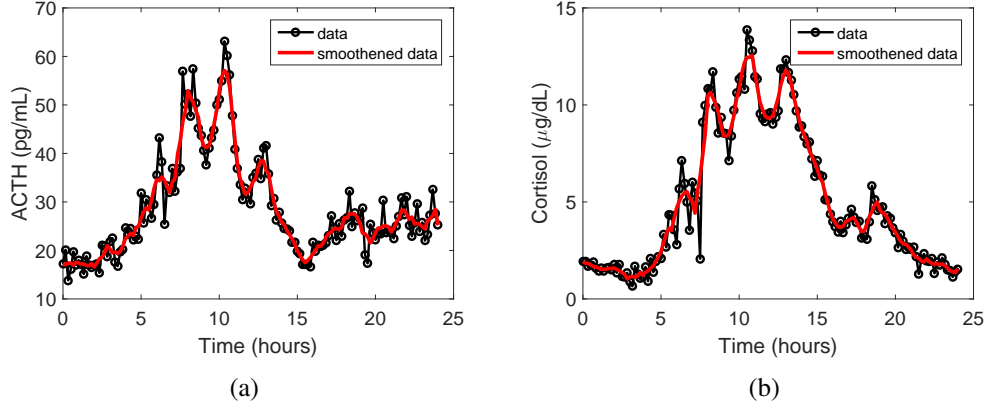 70
60
50
40
30
20
10
0
5
10
15
20
25
ACTH (pg/mL)
Time (hours)
data
smoothened data
(a)
15
10
5
0
0
5
10
15
20
25
Cortisol (μg/dL)
Time (hours)
data
smoothened data
(b)